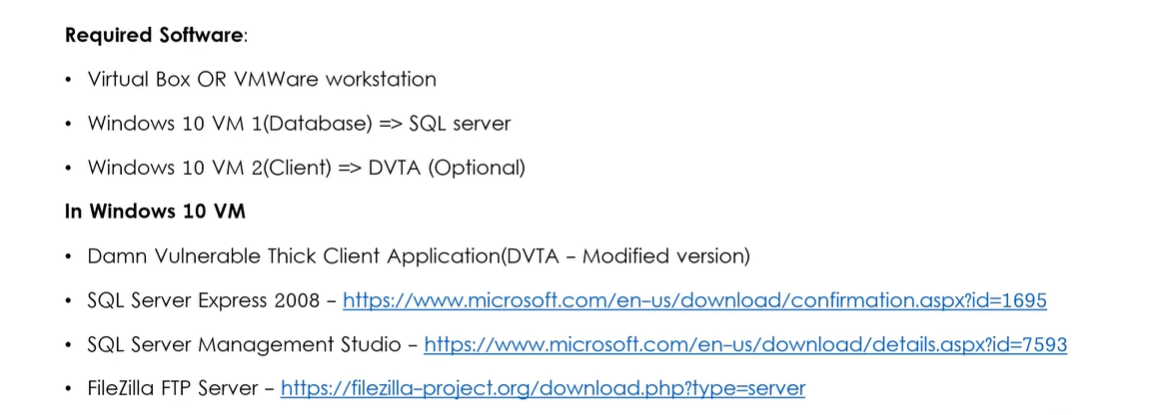 Required Software:
• Virtual Box OR VMWare workstation
• Windows 10 VM 1(Database) => SQL server
• Windows 10 VM 2(Client) => DVTA (Optional)
In Windows 10 VM
• Damn Vulnerable Thick Client Application(DVTA – Modified version)
• SQL Server Express 2008 – https://www.microsoft.com/en-us/download/confirmation.aspx?id=1695
• SQL Server Management Studio – https://www.microsoft.com/en-us/download/details.aspx?id=7593
• FileZilla FTP Server – https://filezilla-project.org/download.php?type=server